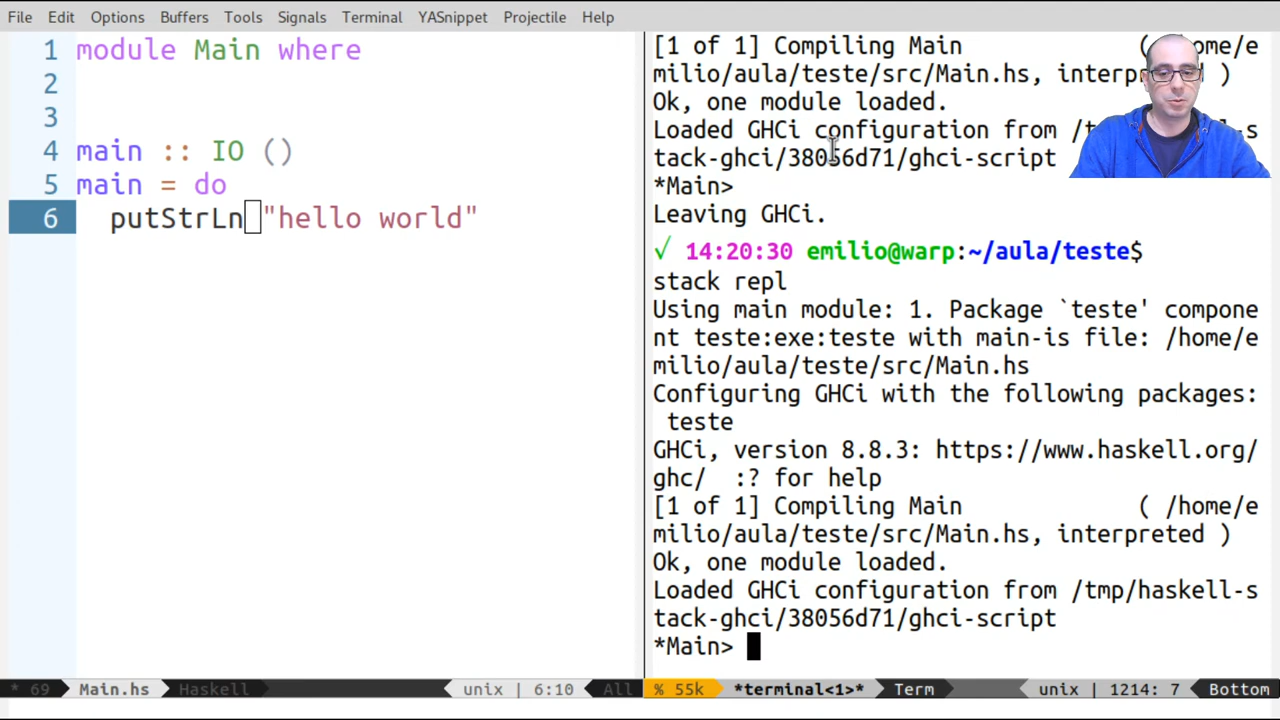 File Edit Options Buffers Tools Signals Terminal YASnippet Projectile Help
1 module Main where
2
3
4 main :: IO ()
5 main = do
6 putStrLn "hello world"
[1 of 1] Compiling Main ( /home/e
milio/aula/teste/src/Main.hs, interpreted )
Ok, one module loaded.
Loaded GHCi configuration from /t s
tack-ghci/38056d71/ghci-script
*Main>
Leaving GHCi.
√ 14:20:30 emilio@warp:~/aula/teste$
stack repl
Using main module: 1. Package `teste' compone
nt teste:exe:teste with main-is file: /home/e
milio/aula/teste/src/Main.hs
Configuring GHCi with the following packages:
teste
GHCi, version 8.8.3: https://www.haskell.org/
ghc/ :? for help
[1 of 1] Compiling Main ( /home/e
milio/aula/teste/src/Main.hs, interpreted )
Ok, one module loaded.
Loaded GHCi configuration from /tmp/haskell-s
tack-ghci/38056d71/ghci-script
*Main>
* 69 Main.hs Haskell unix | 6:10 All
% 55k *terminal<1>* Term unix | 1214: 7 Bottom